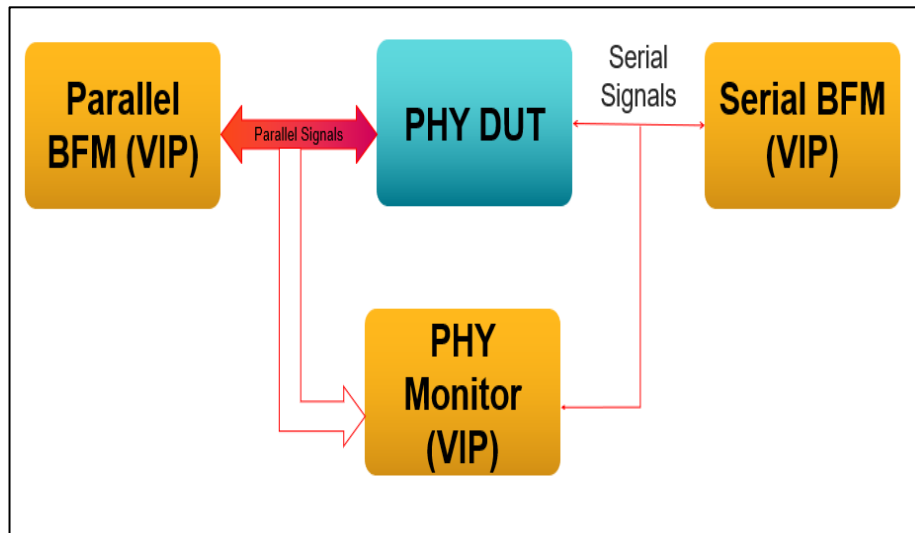 Parallel
BFM (VIP)
Parallel Signals
PHY DUT
Serial
Signals
Serial BFM
(VIP)
PHY
Monitor
(VIP)